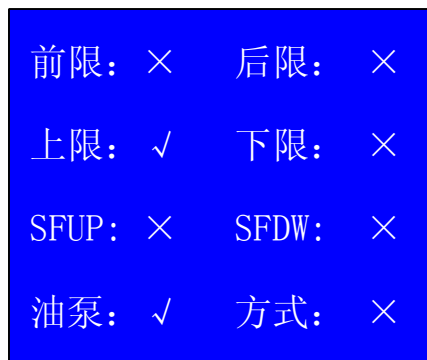 前限：× 后限： ×
上限：√ 下限： ×
SFUP: × SFDW: ×
油泵：√ 方式： ×